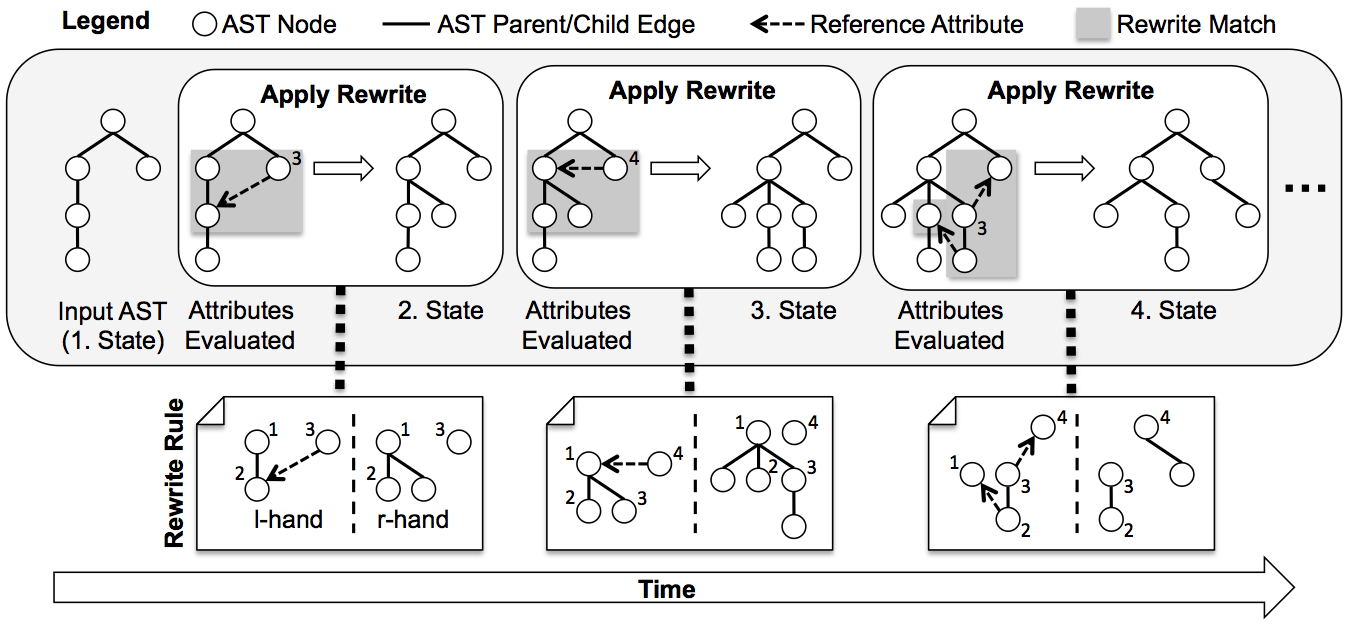 Legend AST Node AST Parent/Child Edge Reference Attribute Rewrite Match
Apply Rewrite Apply Rewrite Apply Rewrite
3 4
3
Input AST
(1. State)
Attributes
Evaluated
2. State
Attributes
Evaluated
3. State
Attributes
Evaluated
4. State
...
Rewrite Rule
1 3 1 3
2 2
l-hand r-hand
1 4 1 4
2 3 2 3
4 4
1 3 3
2 2
Time